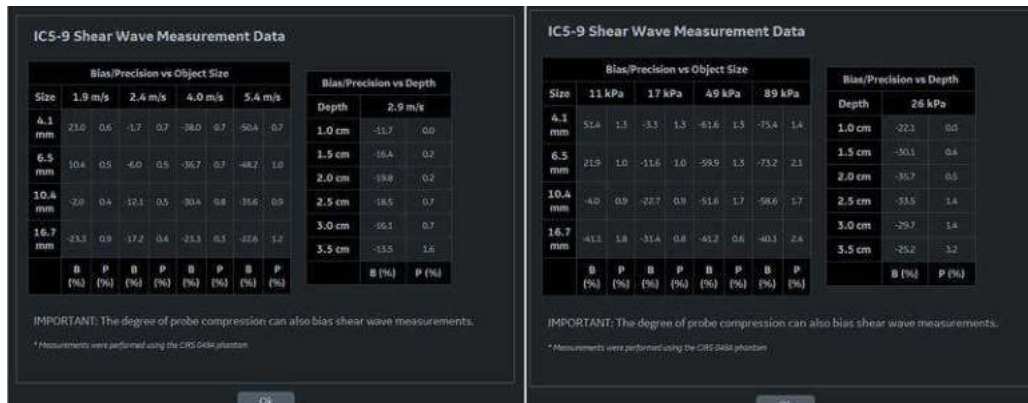 IC5-9 Shear Wave Measurement Data
Bias/Precision vs Object Size
Size 1.9 m/s 2.4 m/s 4.0 m/s 5.4 m/s
4.1 mm 23.0 0.6 -1.7 0.7 -38.0 0.7 -50.4 0.7
6.5 mm 10.4 0.5 -6.0 0.5 -36.7 0.7 -48.2 1.0
10.4 mm -2.0 0.4 -12.1 0.5 -30.4 0.8 -35.6 0.9
16.7 mm -23.3 0.9 -17.2 0.4 -23.3 0.3 -22.6 1.2
B (%) P (%) B (%) P (%) B (%) P (%) B (%) P (%)
Bias/Precision vs Depth
Depth 2.9 m/s
1.0 cm -11.7 0.0
1.5 cm -16.4 0.2
2.0 cm -19.8 0.2
2.5 cm -18.5 0.7
3.0 cm -16.1 0.7
3.5 cm -13.5 1.6
B (%) P (%)
IMPORTANT: The degree of probe compression can also bias shear wave measurements.
* Measurements were performed using the CIRS 049A phantom
Ok
IC5-9 Shear Wave Measurement Data
Bias/Precision vs Object Size
Size 11 kPa 17 kPa 49 kPa 89 kPa
4.1 mm 51.4 1.3 -3.3 1.3 -61.6 1.3 -75.4 1.4
6.5 mm 21.9 1.0 -11.6 1.0 -59.9 1.3 -73.2 2.1
10.4 mm -4.0 0.9 -22.7 0.9 -51.6 1.7 -58.6 1.7
16.7 mm -41.1 1.8 -31.4 0.8 -41.2 0.6 -40.1 2.4
B (%) P (%) B (%) P (%) B (%) P (%) B (%) P (%)
Bias/Precision vs Depth
Depth 26 kPa
1.0 cm -22.1 0.0
1.5 cm -30.1 0.4
2.0 cm -35.7 0.5
2.5 cm -33.5 1.4
3.0 cm -29.7 1.4
3.5 cm -25.2 3.2
B (%) P (%)
IMPORTANT: The degree of probe compression can also bias shear wave measurements.
* Measurements were performed using the CIRS 049A phantom